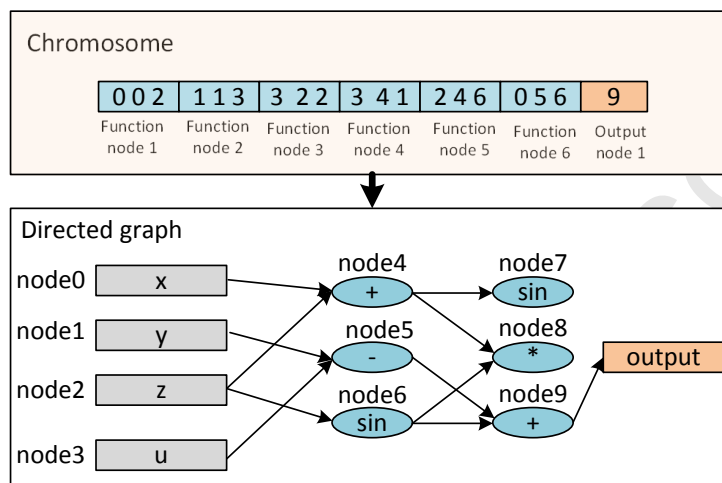 Chromosome
0 0 2 1 1 3 3 2 2 3 4 1 2 4 6 0 5 6 9
Function node 1
Function node 2
Function node 3
Function node 4
Function node 5
Function node 6
Output node 1
Directed graph
node0 x
node1 y
node2 z
node3 u
node4
+
node5
-
node6
sin
node7
sin
node8
*
node9
+
output